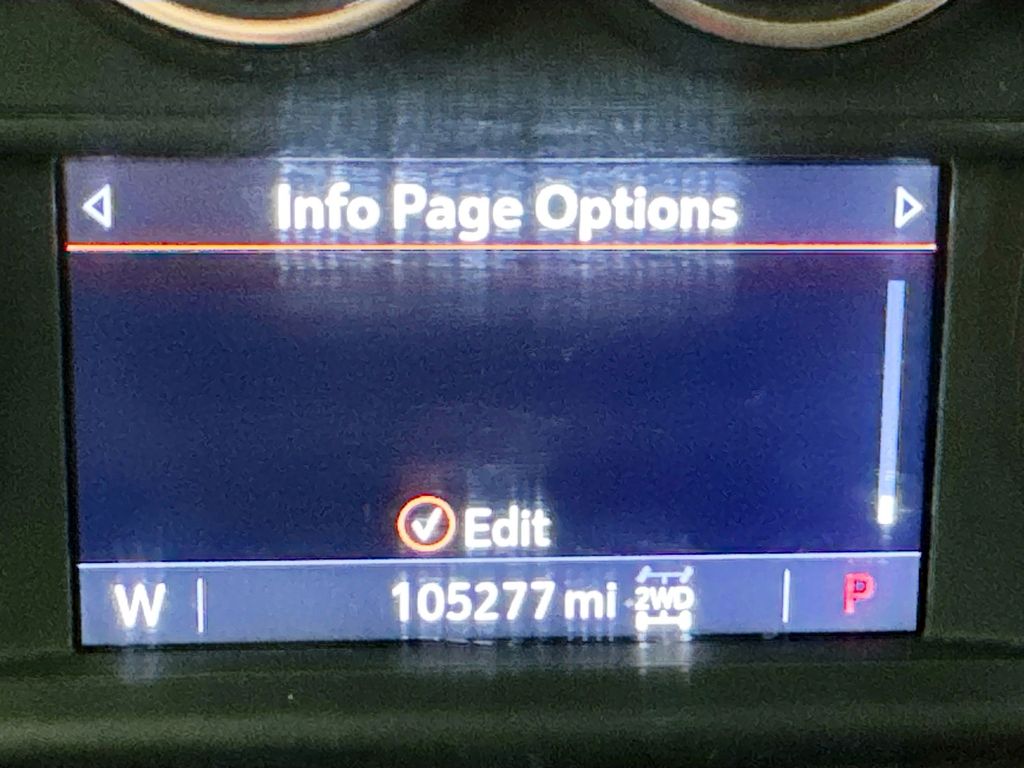 Info Page Options
Edit
W 105277 mi 2WD P